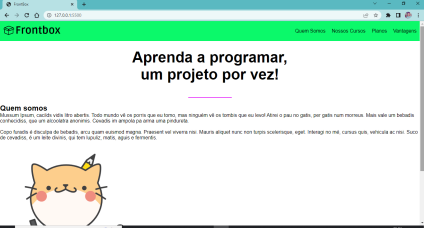 Frontbox
127.0.0.1:5500
Frontbox
Quem Somos Nossos Cursos Planos Vantagens
Aprenda a programar,
um projeto por vez!
Quem somos
Mussum Ipsum, cacilds vidis litro abertis. Todo mundo vê os porris que eu tomo, mas ninguém vê os tombis que eu levo! Atirei o pau no gatis, per gatis num morreus. Mais vale um bebadis
conhecidiss, que um alcoolatra anonimis. Cevadis im ampola pa arma uma pindureta.
Copo furadis é disculpa de bebadis, arcu quam euismod magna. Praesent vel viverra nisi. Mauris aliquet nunc non turpis scelerisque, eget. Interagi no mé, cursus quis, vehicula ac nisi. Suco
de cevadiss, é um leite divinis, qui tem lupuliz, matis, aguis e fermentis.